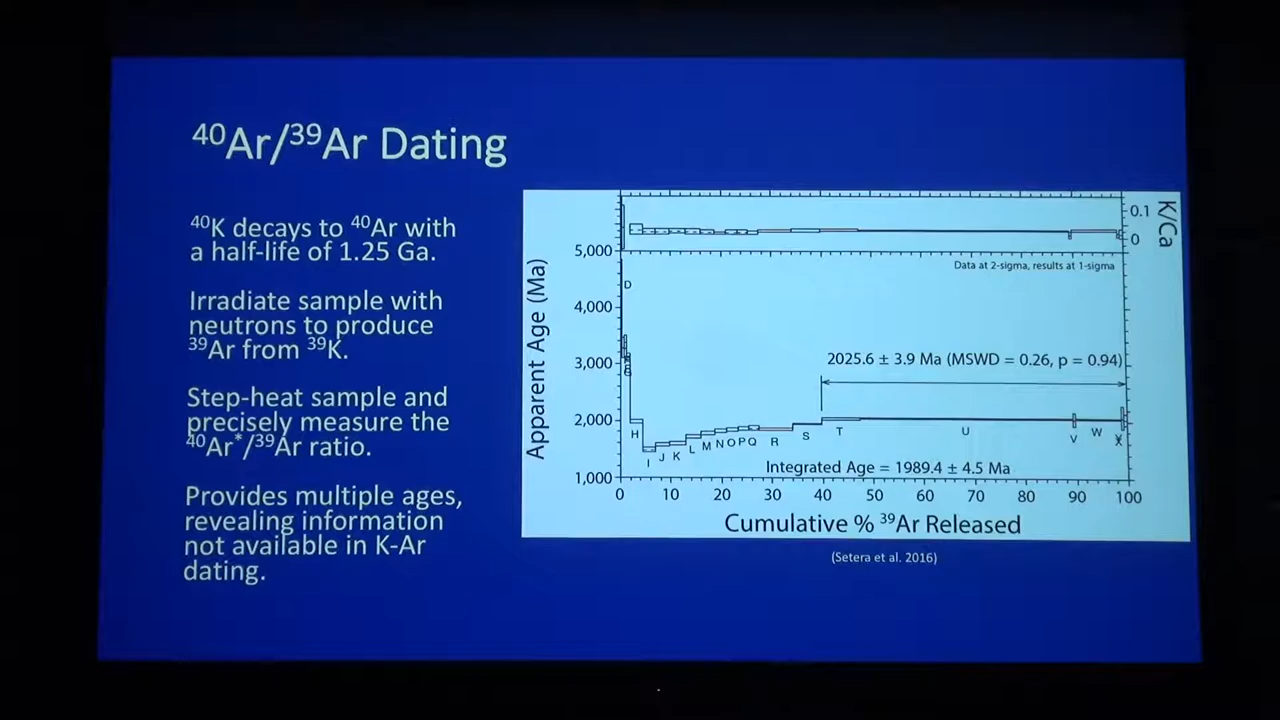 ⁴⁰Ar/³⁹Ar Dating
⁴⁰K decays to ⁴⁰Ar with
a half-life of 1.25 Ga.
Irradiate sample with
neutrons to produce
³⁹Ar from ³⁹K.
Step-heat sample and
precisely measure the
⁴⁰Ar*/³⁹Ar ratio.
Provides multiple ages,
revealing information
not available in K-Ar
dating.
0.1
0
K/Ca
5,000
Data at 2-sigma, results at 1-sigma
D
4,000
Apparent Age (Ma)
3,000
2025.6 ± 3.9 Ma (MSWD = 0.26, p = 0.94)
2,000
H I J K L M N O P Q R S T U V W
Integrated Age = 1989.4 ± 4.5 Ma
1,000
0 10 20 30 40 50 60 70 80 90 100
Cumulative % ³⁹Ar Released
(Setera et al. 2016)